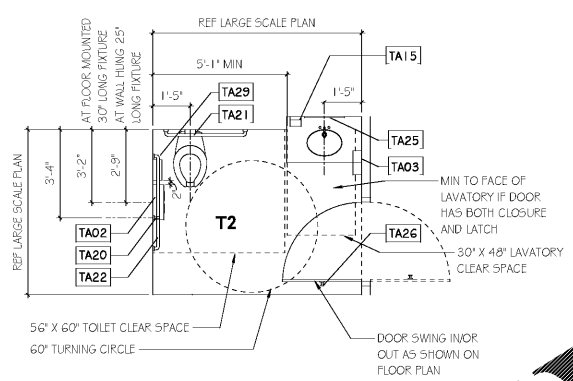 REF LARGE SCALE PLAN
5'-1" MIN
1'-5"
1'-5"
TA15
TA29
TA21
TA25
TA03
AT FLOOR MOUNTED
30" LONG FIXTURE
AT WALL HUNG 25"
LONG FIXTURE
REF LARGE SCALE PLAN
3'-4"
3'-2"
2'-9"
2"
T2
TA02
TA20
TA22
TA26
MIN TO FACE OF
LAVATORY IF DOOR
HAS BOTH CLOSURE
AND LATCH
30" X 48" LAVATORY
CLEAR SPACE
56" X 60" TOILET CLEAR SPACE
60" TURNING CIRCLE
DOOR SWING IN/OR
OUT AS SHOWN ON
FLOOR PLAN